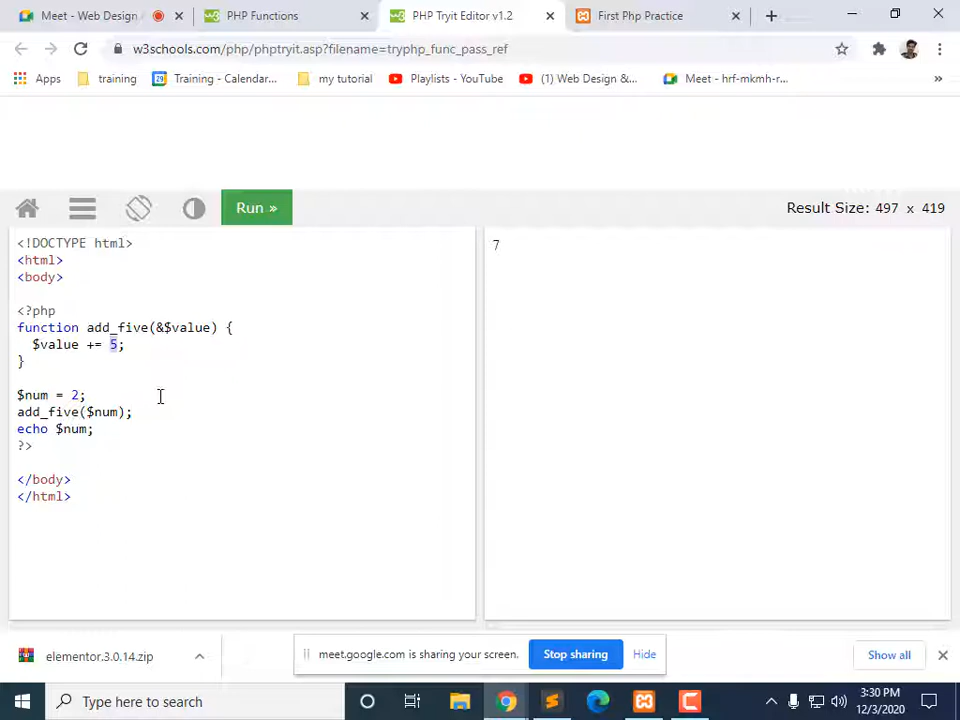 Meet - Web Design
PHP Functions
PHP Tryit Editor v1.2
First Php Practice
w3schools.com/php/phptryit.asp?filename=tryphp_func_pass_ref
Apps
training
Training - Calendar...
my tutorial
Playlists - YouTube
(1) Web Design &...
Meet - hrf-mkmh-r...
»
Run »
Result Size: 497 x 419
<!DOCTYPE html>
<html>
<body>
<?php
function add_five(&$value) {
$value += 5;
}
$num = 2;
add_five($num);
echo $num;
?>
</body>
</html>
7
elementor.3.0.14.zip
meet.google.com is sharing your screen.
Stop sharing
Hide
Show all
Type here to search
3:30 PM
12/3/2020